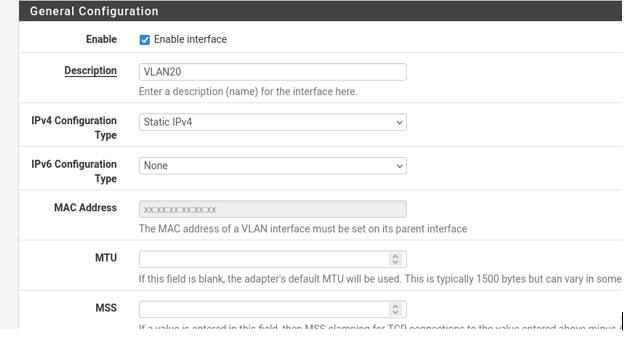 General Configuration
Enable
Enable interface
Description
VLAN20
Enter a description (name) for the interface here.
IPv4 Configuration
Type
Static IPv4
IPv6 Configuration
Type
None
MAC Address
xx:xx:xx:xx:xx:xx
The MAC address of a VLAN interface must be set on its parent interface
MTU
If this field is blank, the adapter's default MTU will be used. This is typically 1500 bytes but can vary in some
MSS
If a value is entered in this field, then MSS clamping for TCP connections to the value entered above minus